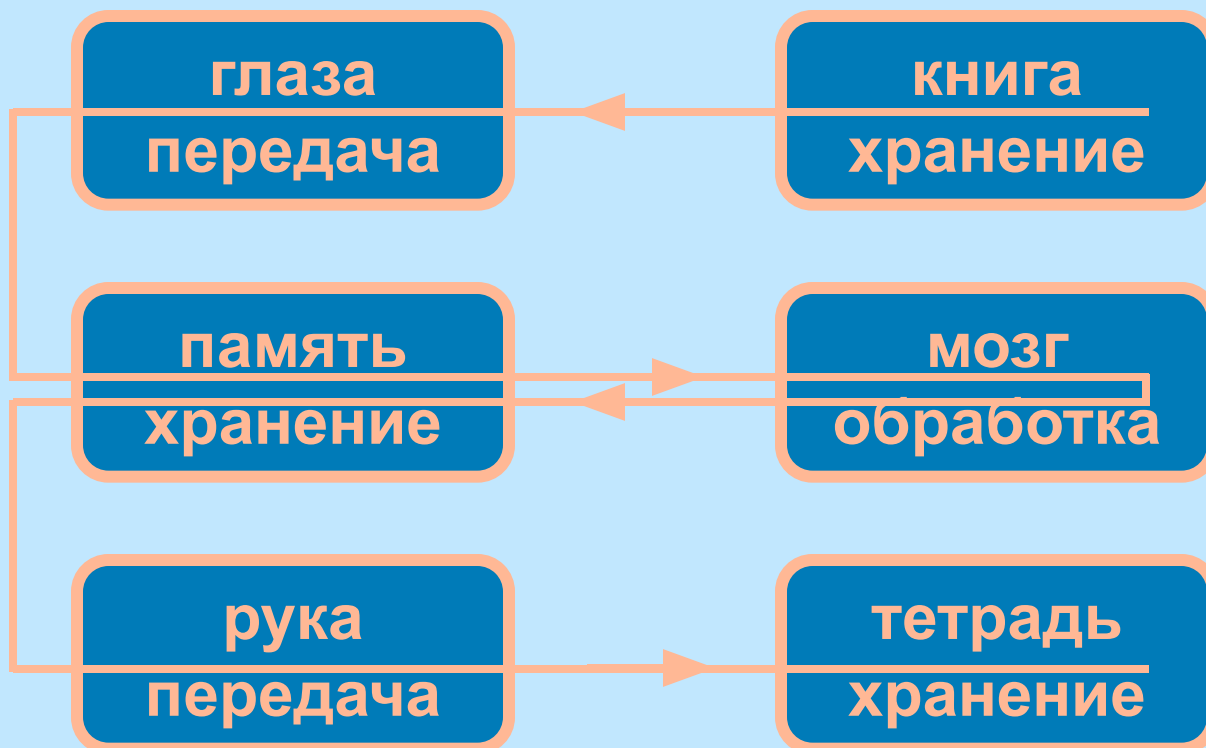 глаза
передача
книга
хранение
память
хранение
мозг
обработка
рука
передача
тетрадь
хранение